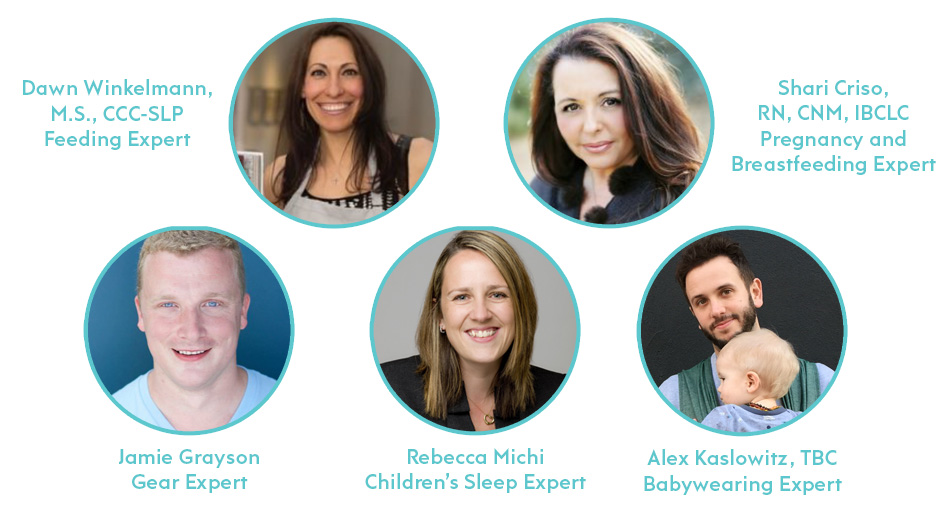 Dawn Winkelmann,
M.S., CCC-SLP
Feeding Expert
Shari Criso,
RN, CNM, IBCLC
Pregnancy and
Breastfeeding Expert
Jamie Grayson
Gear Expert
Rebecca Michi
Children's Sleep Expert
Alex Kaslowitz, TBC
Babywearing Expert